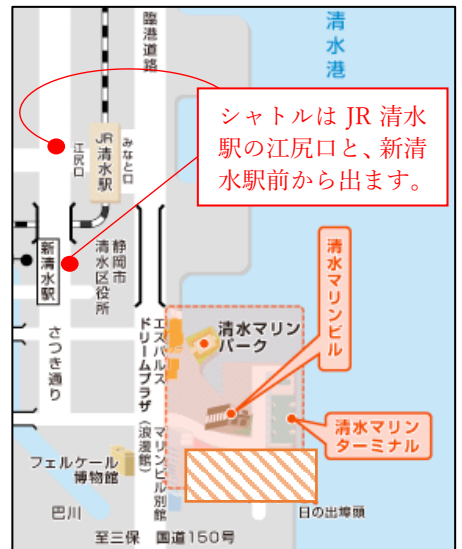 臨港道路
清水港
シャトルは JR 清水
駅の江尻口と、新清
水駅前から出ます。
JR清水駅
みなと口
江尻口
新清水駅
静岡市
清水区役所
さつき通り
清水マリンビル
清水マリン
パーク
エスパルス
ドリームプラザ
清水マリン
ターミナル
マリンビル別館
（浪漫館）
フェルケール
博物館
巴川
日の出埠頭
至三保 国道150号